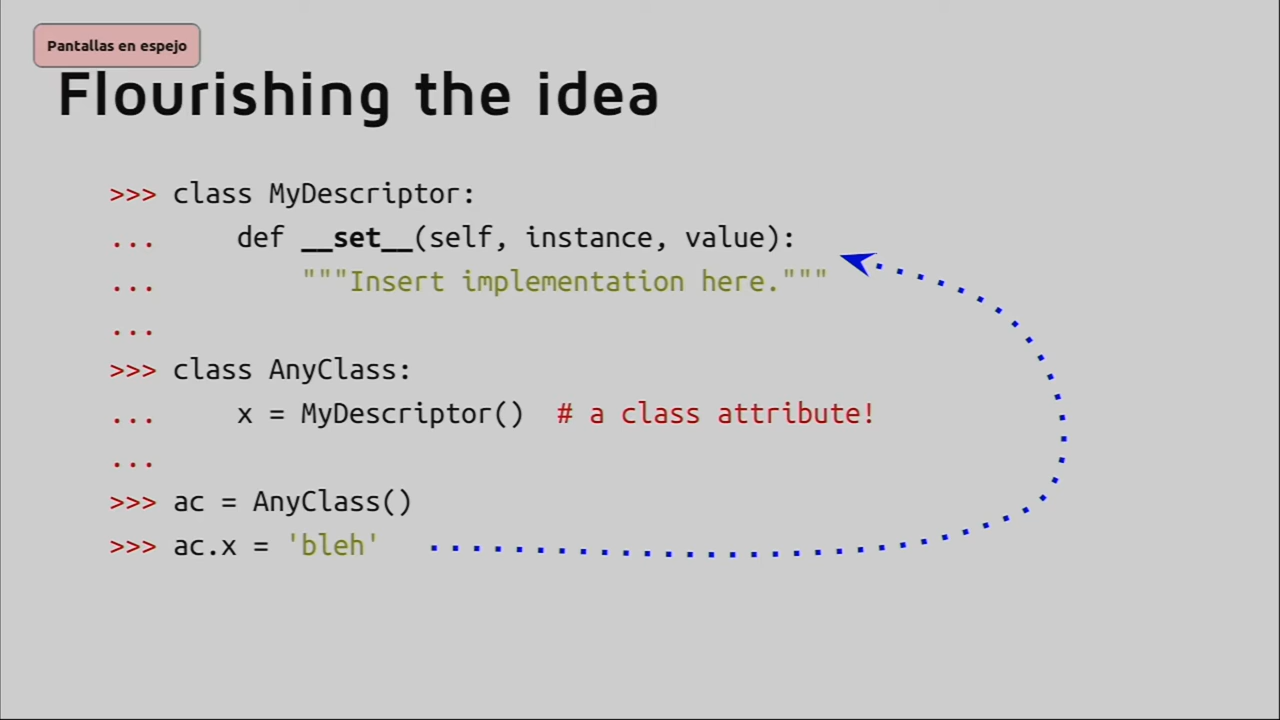 Pantallas en espejo
Flourishing the idea
>>> class MyDescriptor:
...     def __set__(self, instance, value):
...         """Insert implementation here."""
...
>>> class AnyClass:
...     x = MyDescriptor()  # a class attribute!
...
>>> ac = AnyClass()
>>> ac.x = 'bleh'